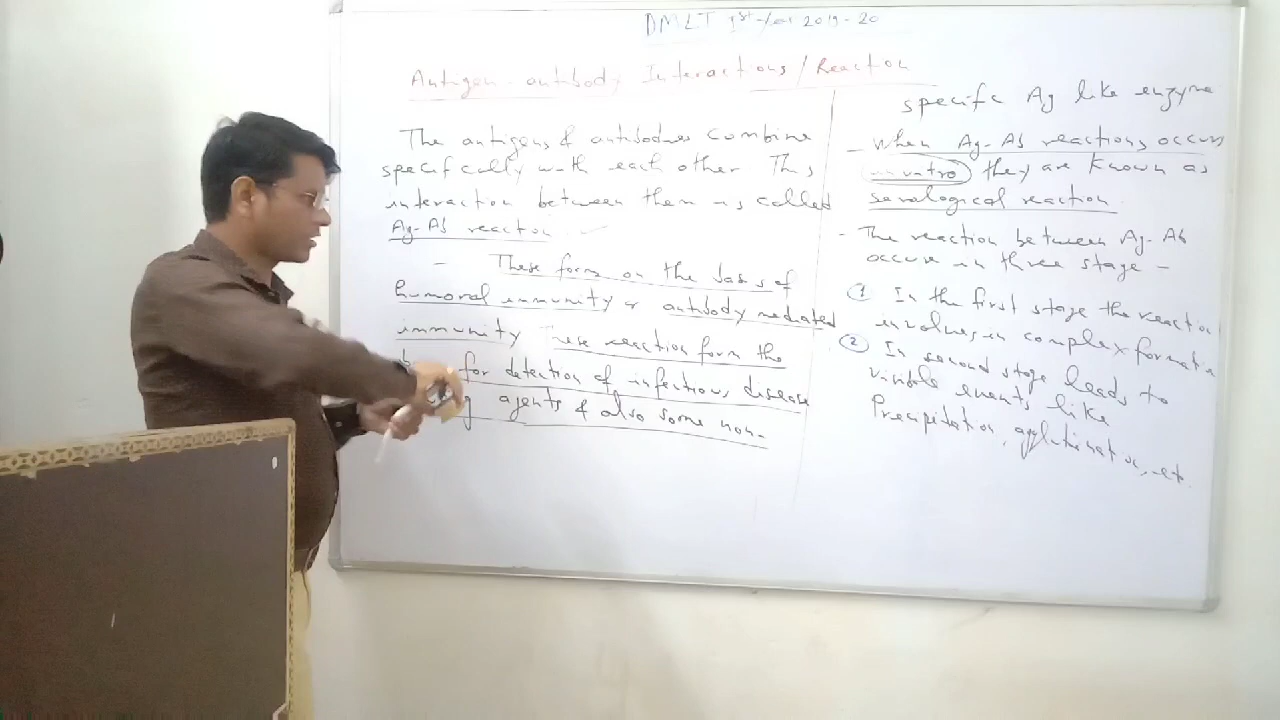 DMLT 1st year 2019-20
Antigen-antibody Interactions/Reaction
The antigens & antibodies combine
specifically with each other. This
interaction between them is called
Ag-Ab reaction.
- These form on the basis of
humoral immunity or antibody mediated
immunity These reaction form the
for detection of infectious disease
agents & also some non-
specific Ag like enzyme
- When Ag-Ab reactions occurs
in vitro they are known as
serological reaction
- The reaction between Ag-Ab
occure in three stage -
① In the first stage the reaction
involves in complex formation
② In second stage leads to
visible events like
Precipitation, agglutination, etc.